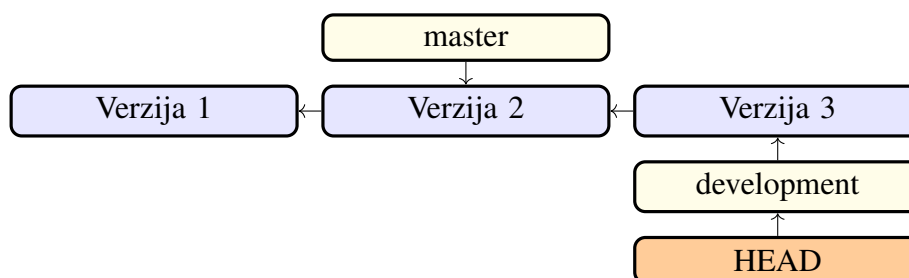 master
Verzija 1
Verzija 2
Verzija 3
development
HEAD